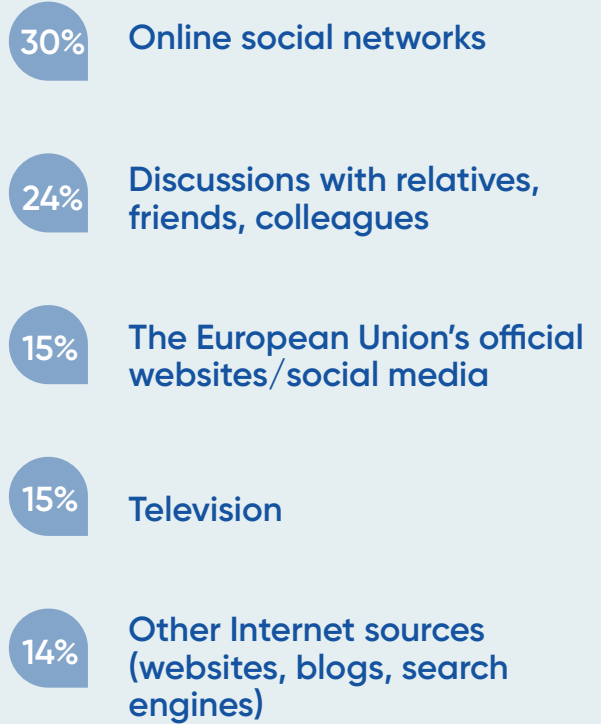 30% Online social networks
24% Discussions with relatives,
friends, colleagues
15% The European Union’s official
websites/social media
15% Television
14% Other Internet sources
(websites, blogs, search
engines)